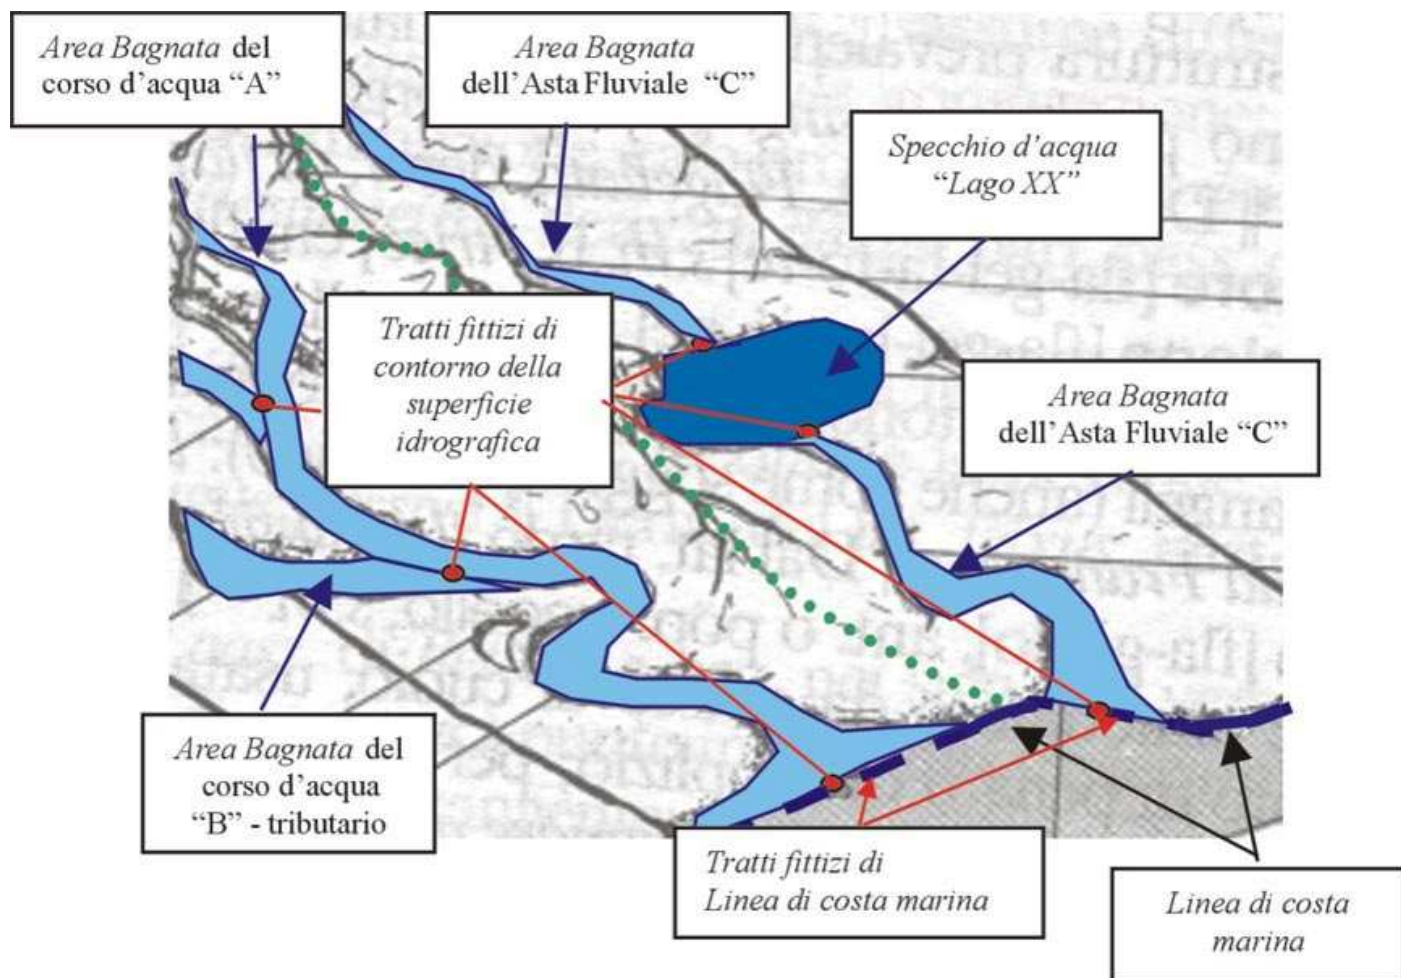 Area Bagnata del
corso d'acqua “A”
Area Bagnata
dell'Asta Fluviale “C”
Specchio d'acqua
“Lago XX”
Tratti fittizi di
contorno della
superficie
idrografica
Area Bagnata
dell'Asta Fluviale “C”
Area Bagnata del
corso d'acqua
“B” - tributario
Tratti fittizi di
Linea di costa marina
Linea di costa
marina